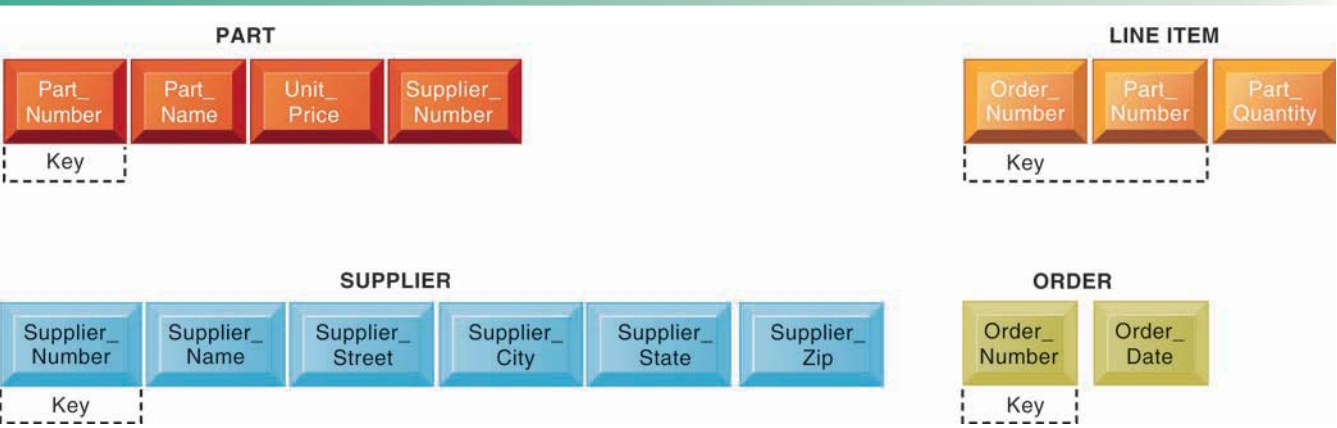 PART
Part_
Number
Part_
Name
Unit_
Price
Supplier_
Number
Key
LINE ITEM
Order_
Number
Part_
Number
Part_
Quantity
Key
SUPPLIER
Supplier_
Number
Supplier_
Name
Supplier_
Street
Supplier_
City
Supplier_
State
Supplier_
Zip
Key
ORDER
Order_
Number
Order_
Date
Key